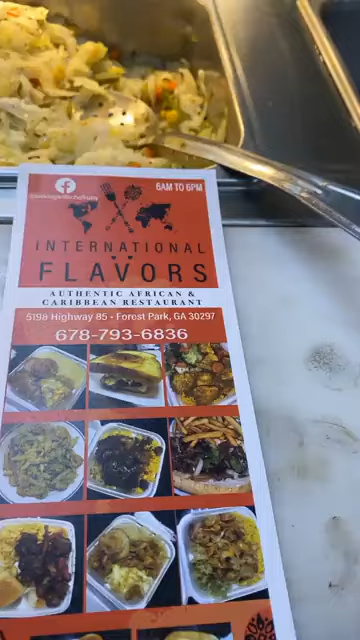 6AM TO 6PM
INTERNATIONAL
FLAVORS
AUTHENTIC AFRICAN &
CARIBBEAN RESTAURANT
5198 Highway 85 • Forest Park, GA 30297
678-793-6836